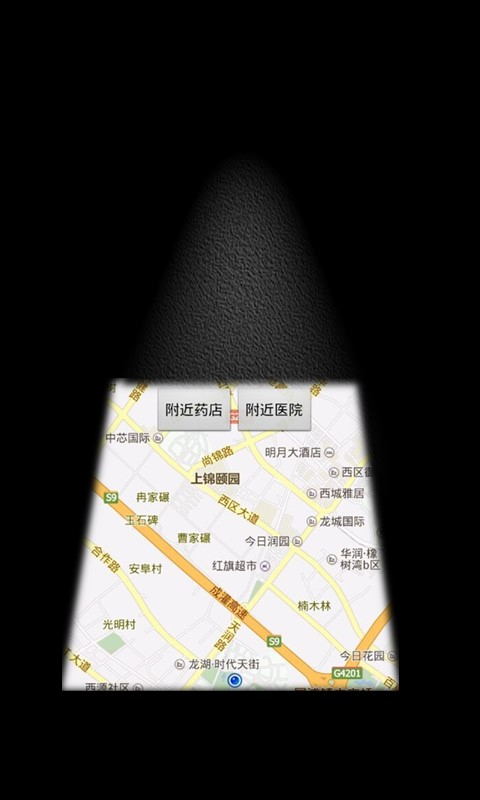 附近药店
附近医院
中芯国际
尚锦路
明月大酒店
上锦颐园
西区
西城雅居
S9
冉家碾
西区大道
玉石碑
龙城国际
曹家碾
今日润园
合作路
安阜村
红旗超市
华润·橡
树湾b区
成灌高速
楠木林
光明村
天润路
S9
龙湖·时代天街
今日花园
G4201
工大道
西源社区